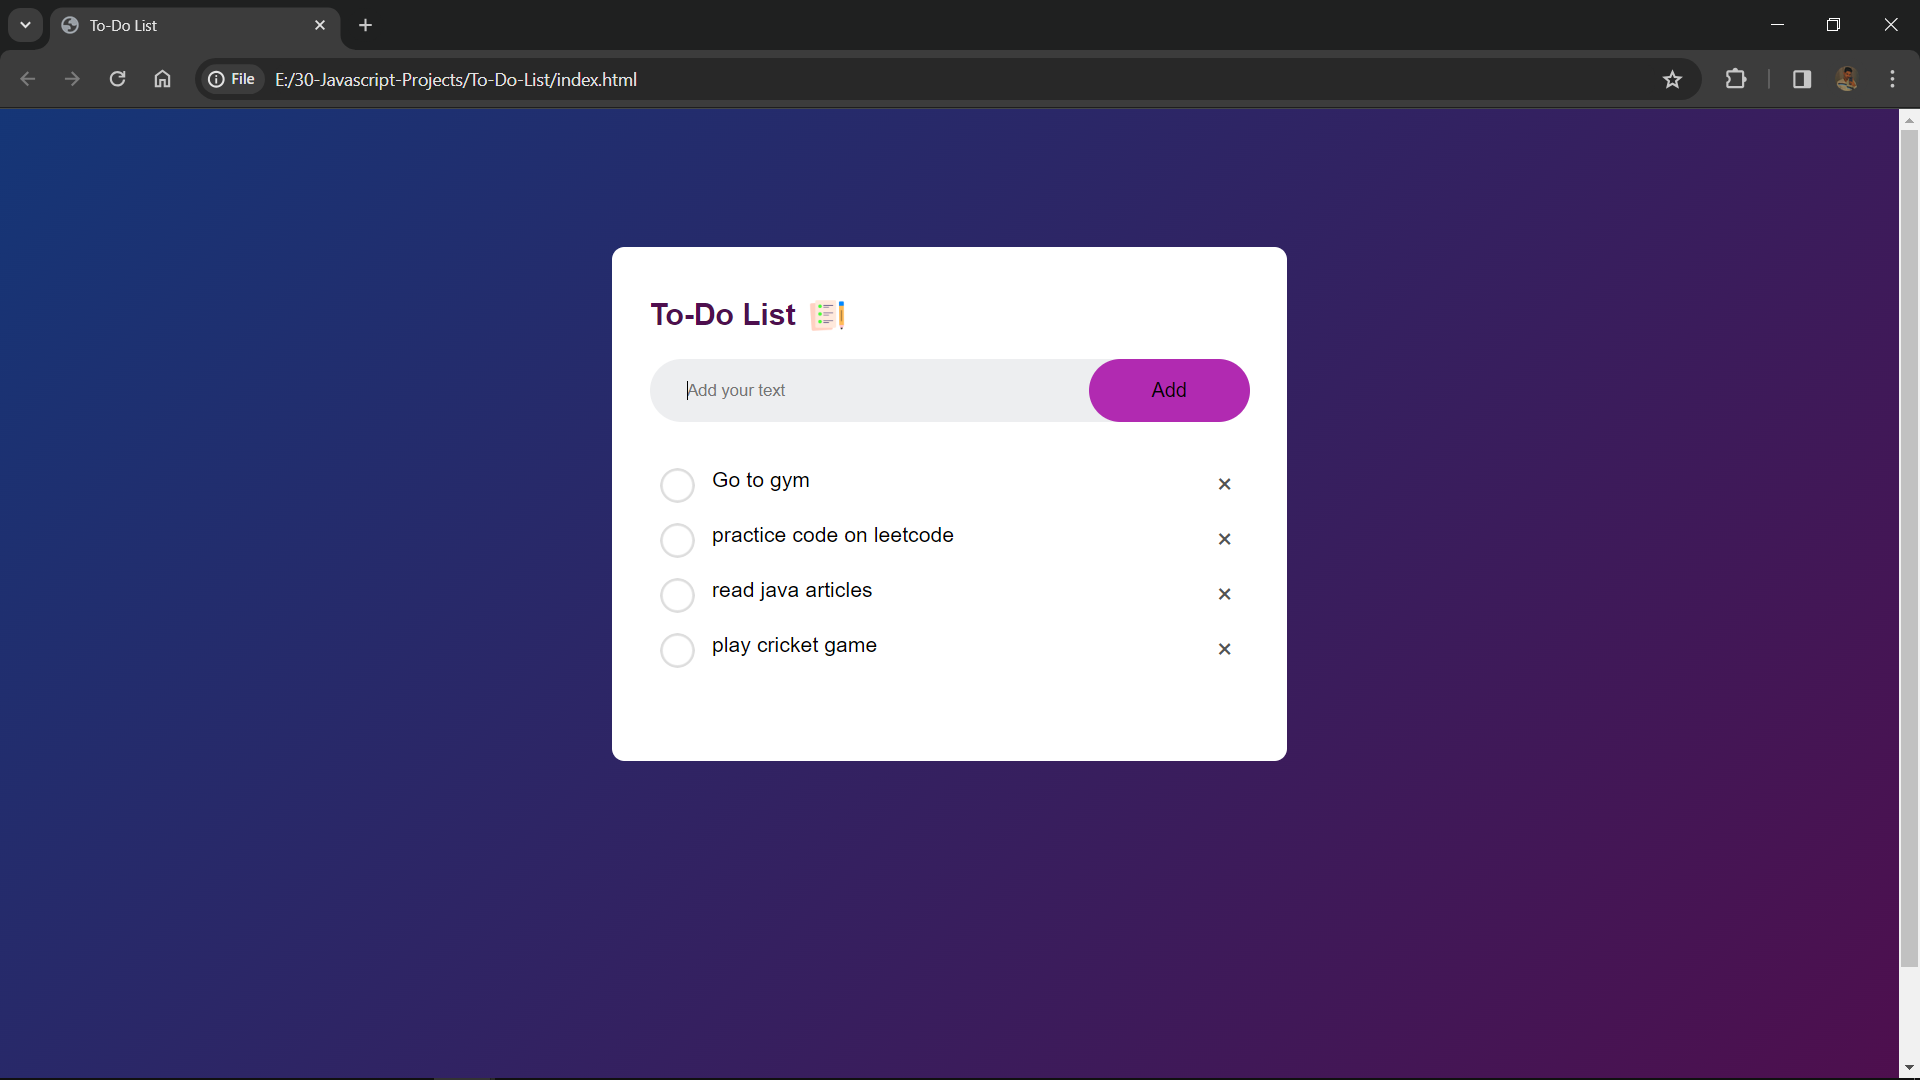 To-Do List
File E:/30-Javascript-Projects/To-Do-List/index.html
To-Do List
Add your text
Add
Go to gym
practice code on leetcode
read java articles
play cricket game